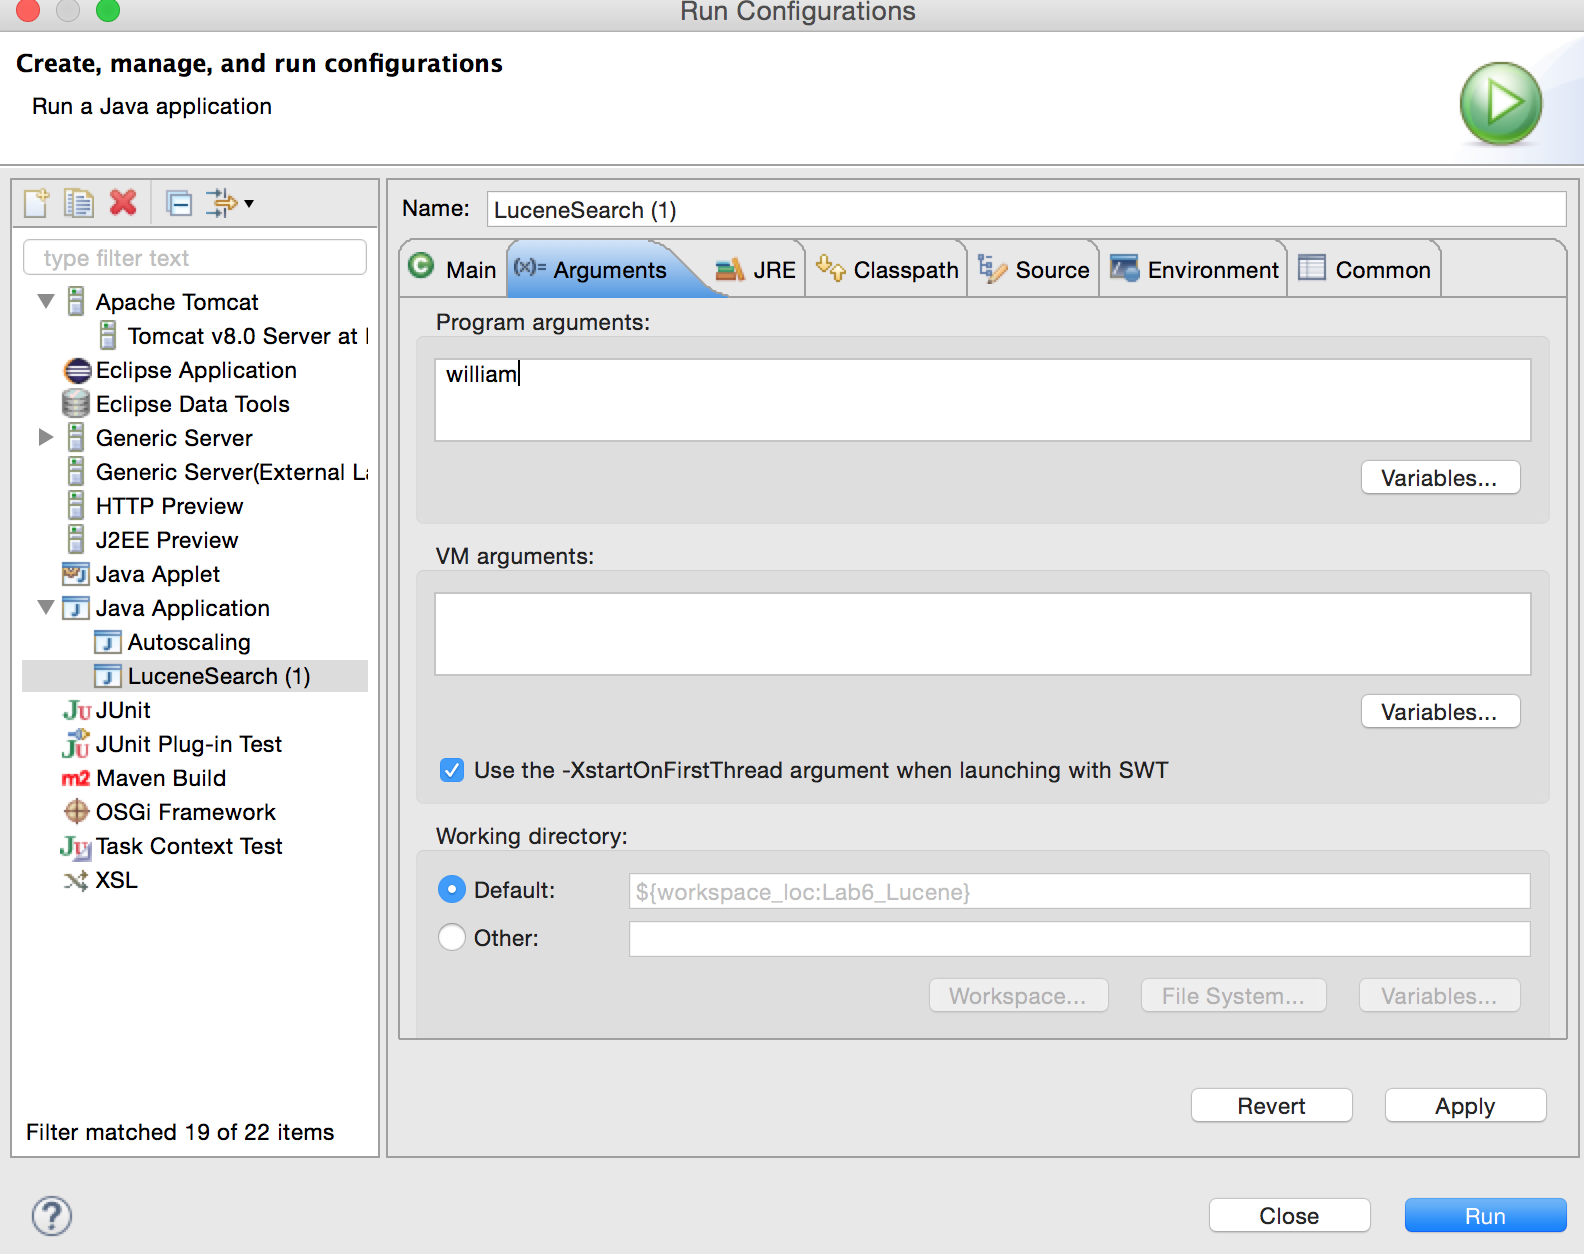 Run Configurations
Create, manage, and run configurations
Run a Java application
type filter text
Apache Tomcat
Tomcat v8.0 Server at
Eclipse Application
Eclipse Data Tools
Generic Server
Generic Server(External La
HTTP Preview
J2EE Preview
Java Applet
Java Application
Autoscaling
LuceneSearch (1)
JUnit
JUnit Plug-in Test
m2 Maven Build
OSGi Framework
Task Context Test
XSL
Filter matched 19 of 22 items
Name: LuceneSearch (1)
Main (x)= Arguments JRE Classpath Source Environment Common
Program arguments:
william
Variables...
VM arguments:
Variables...
Use the -XstartOnFirstThread argument when launching with SWT
Working directory:
Default: ${workspace_loc:Lab6_Lucene}
Other:
Workspace... File System... Variables...
Revert Apply
? Close Run